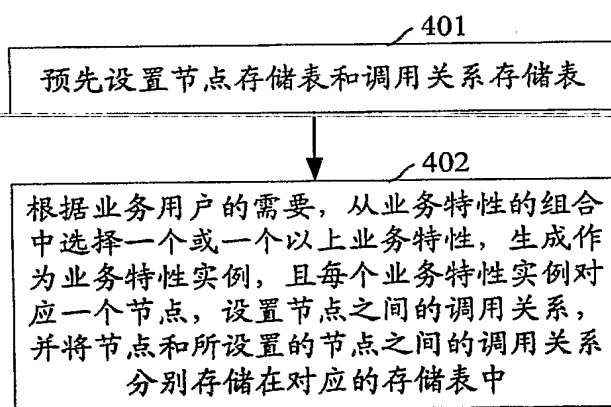 401
预先设置节点存储表和调用关系存储表
402
根据业务用户的需要，从业务特性的组合
中选择一个或一个以上业务特性，生成作
为业务特性实例，且每个业务特性实例对
应一个节点，设置节点之间的调用关系，
并将节点和所设置的节点之间的调用关系
分别存储在对应的存储表中